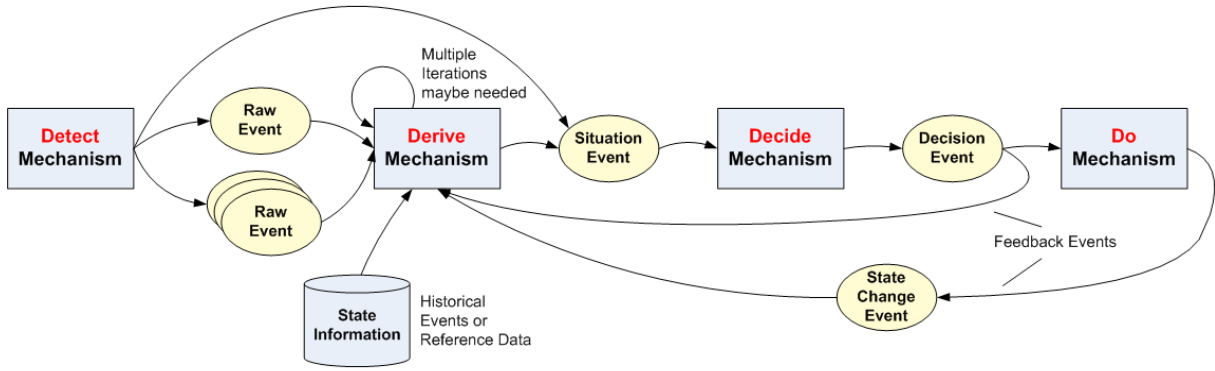 Detect
Mechanism
Raw
Event
Raw
Event
Multiple
Iterations
maybe needed
Derive
Mechanism
State
Information
Historical
Events or
Reference Data
Situation
Event
Decide
Mechanism
Decision
Event
Do
Mechanism
Feedback Events
State
Change
Event